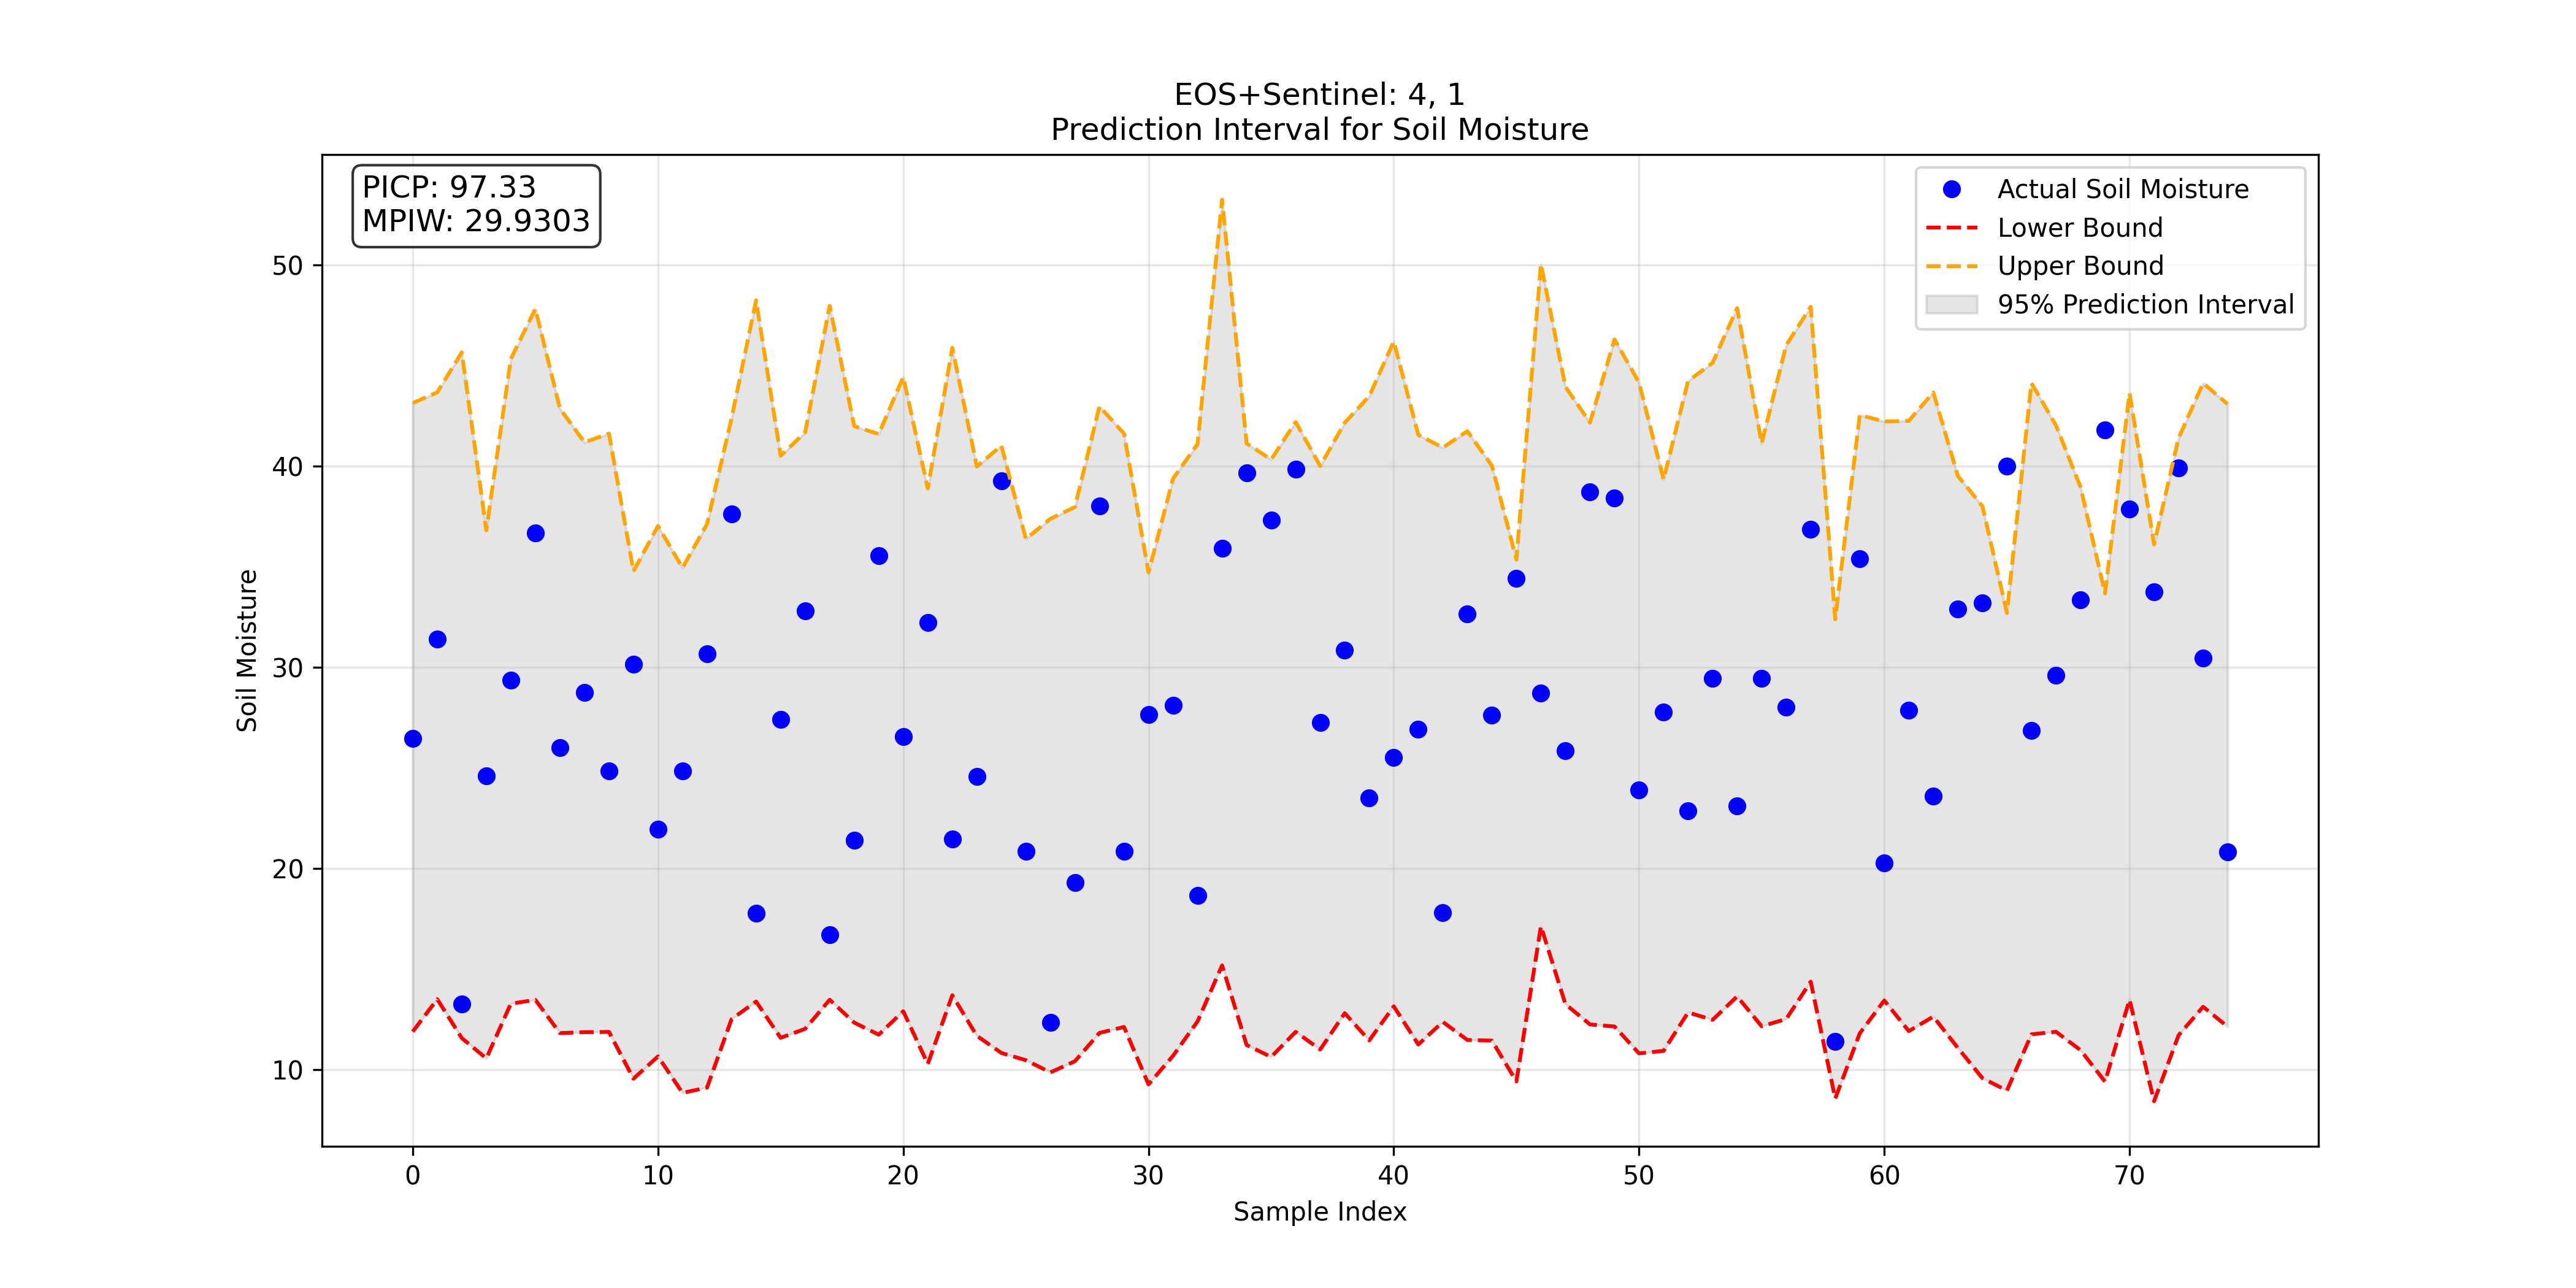 EOS+Sentinel: 4, 1
Prediction Interval for Soil Moisture
PICP: 97.33
MPIW: 29.9303
Actual Soil Moisture
Lower Bound
Upper Bound
95% Prediction Interval
50
40
30
20
10
Soil Moisture
0 10 20 30 40 50 60 70
Sample Index